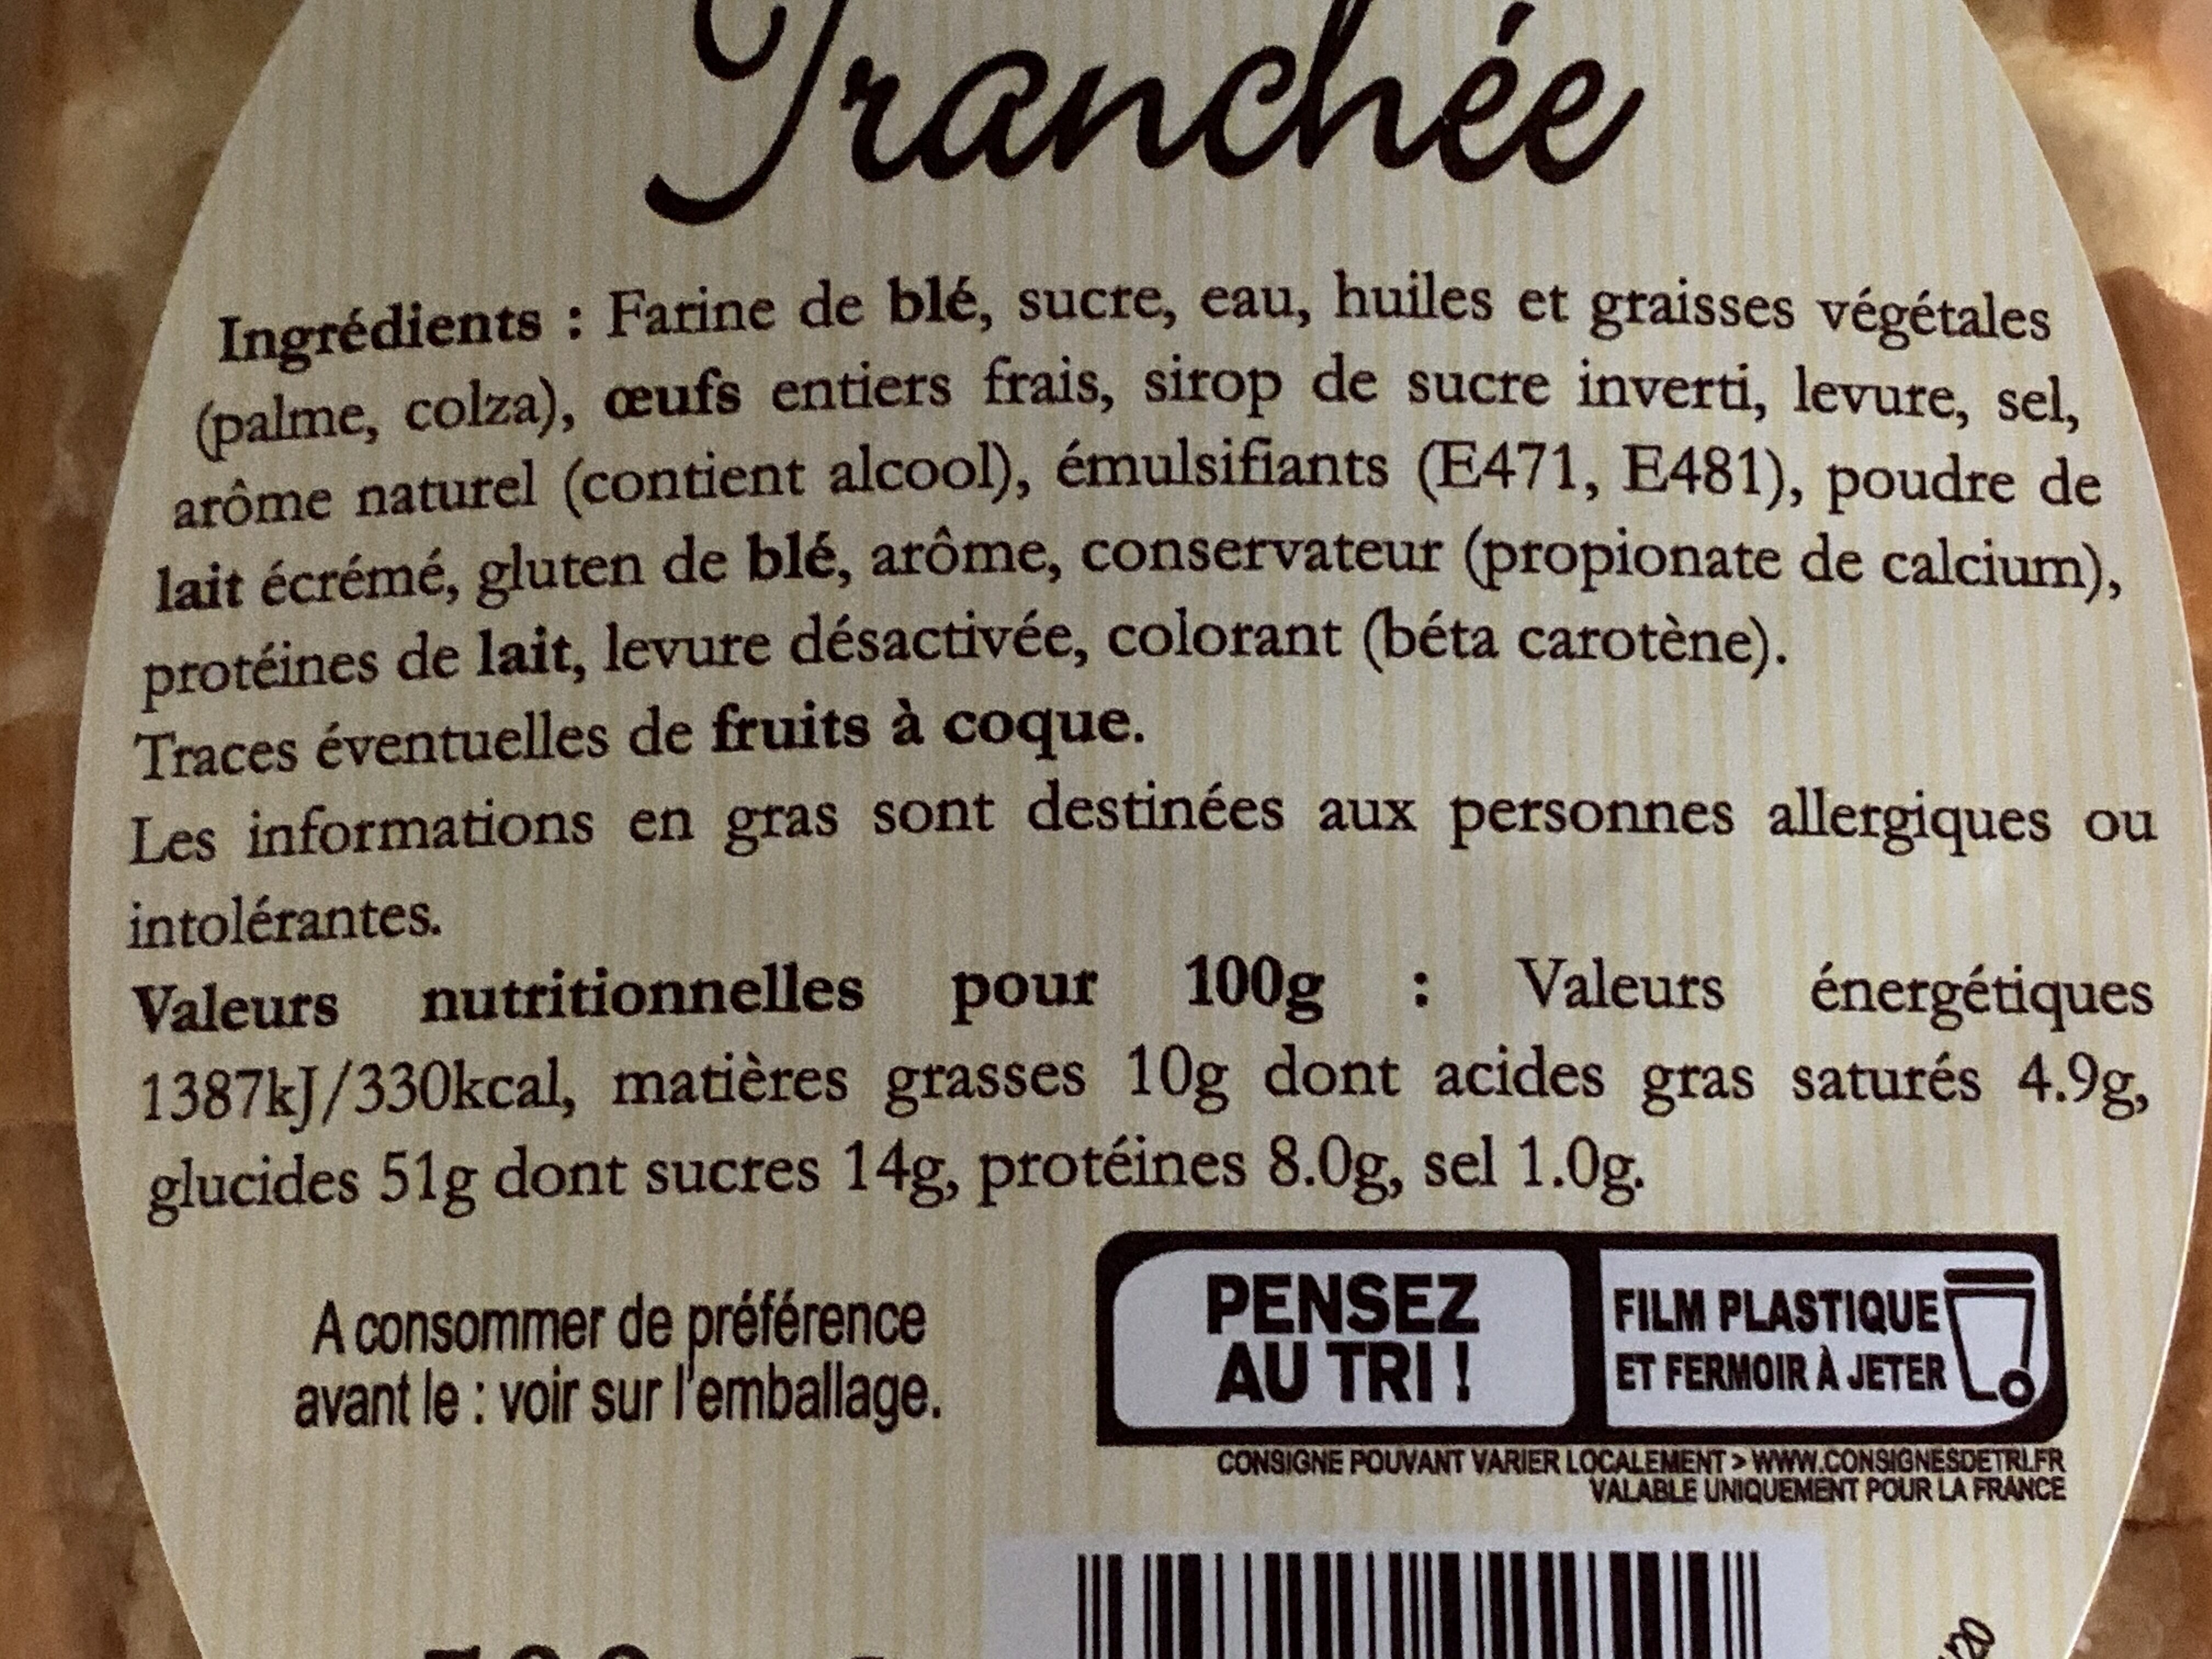 Tranchée
Ingrédients : Farine de blé, sucre, eau, huiles et graisses végétales
(palme, colza), œufs entiers frais, sirop de sucre inverti, levure, sel,
arôme naturel (contient alcool), émulsifiants (E471, E481), poudre de
lait écrémé, gluten de blé, arôme, conservateur (propionate de calcium),
protéines de lait, levure désactivée, colorant (béta carotène).
Traces éventuelles de fruits à coque.
Les informations en gras sont destinées aux personnes allergiques ou
intolérantes.
Valeurs nutritionnelles pour 100g : Valeurs énergétiques
1387kJ/330kcal, matières grasses 10g dont acides gras saturés 4.9g,
glucides 51g dont sucres 14g, protéines 8.0g, sel 1.0g.
A consommer de préférence
avant le : voir sur l'emballage.
PENSEZ
AU TRI !
FILM PLASTIQUE
ET FERMOIR À JETER
CONSIGNE POUVANT VARIER LOCALEMENT > WWW.CONSIGNESDETRI.FR
VALABLE UNIQUEMENT POUR LA FRANCE